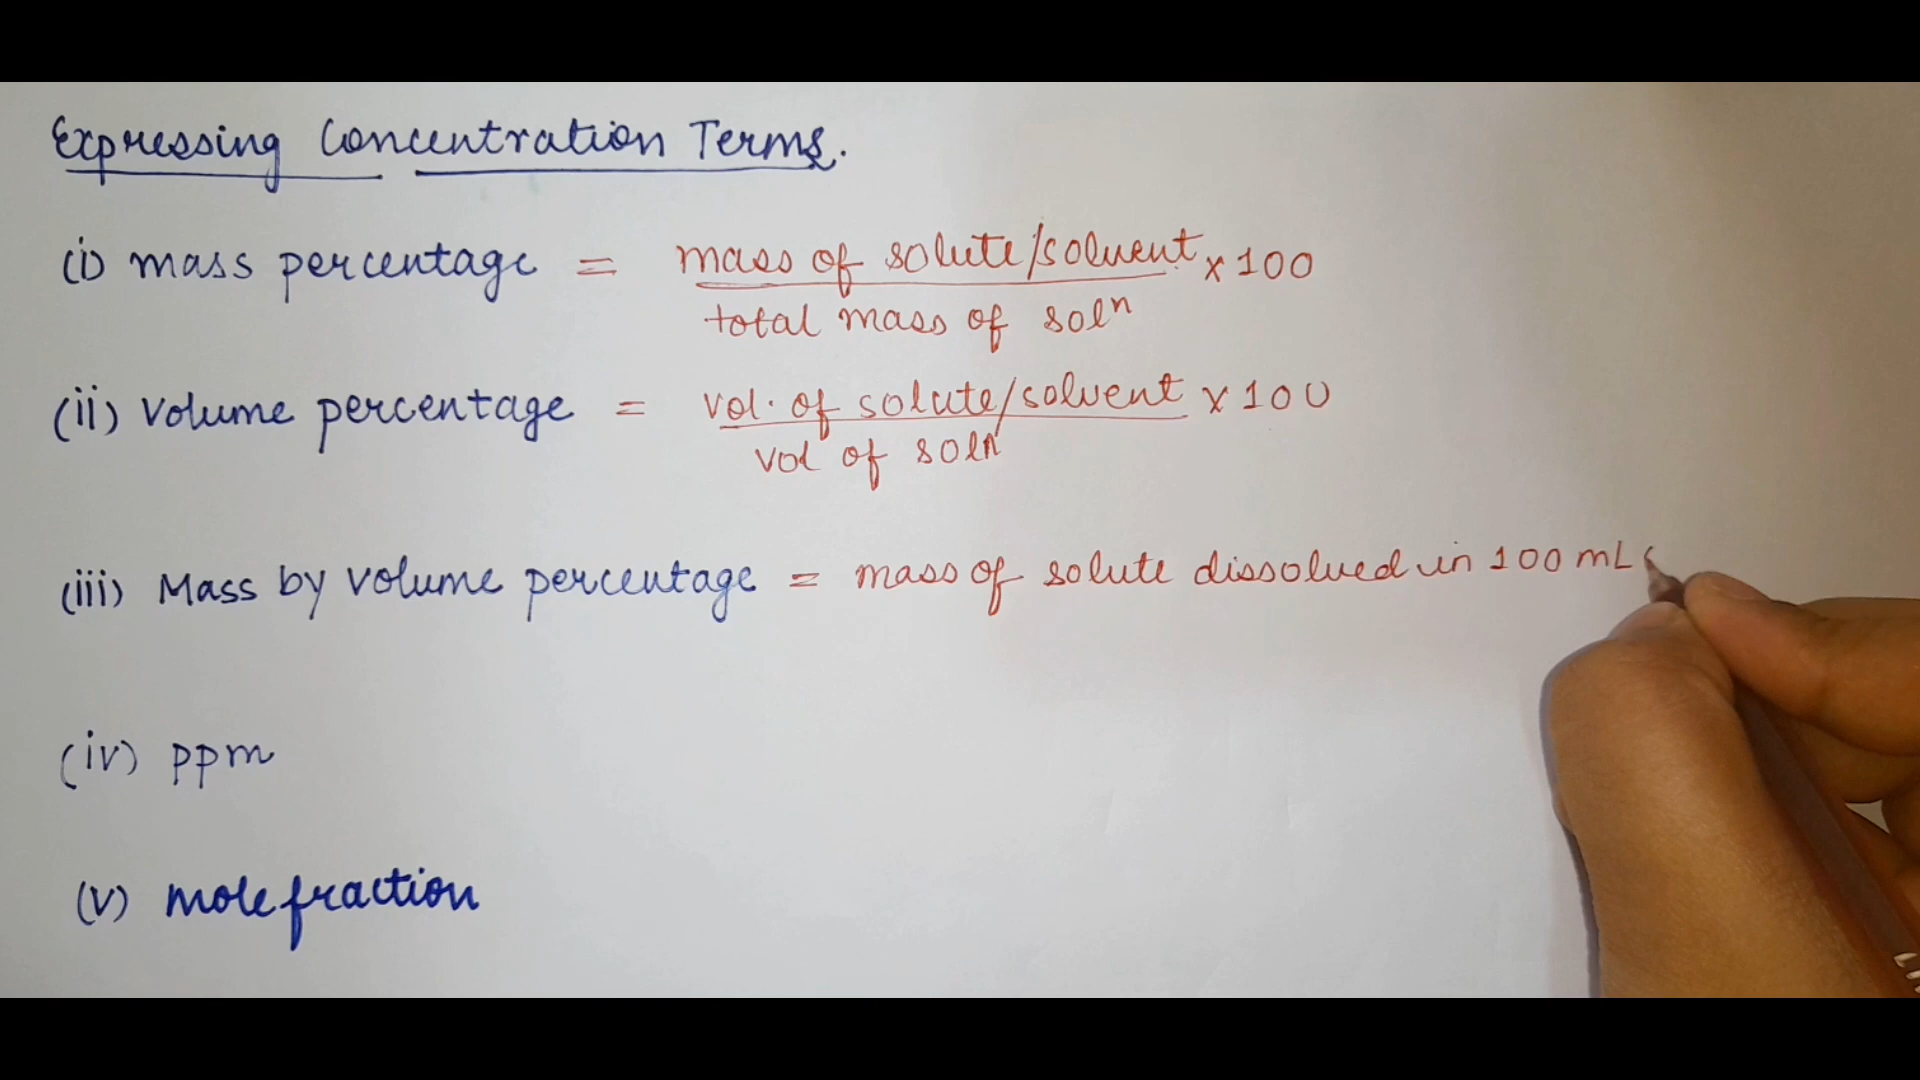 Expressing Concentration Terms.
(i) mass percentage = mass of solute/solvent x 100
total mass of solⁿ
(ii) Volume percentage = vol. of solute/solvent x 100
vol of solⁿ
(iii) Mass by volume percentage = mass of solute dissolved in 100 mL
(iv) ppm
(v) molefraction